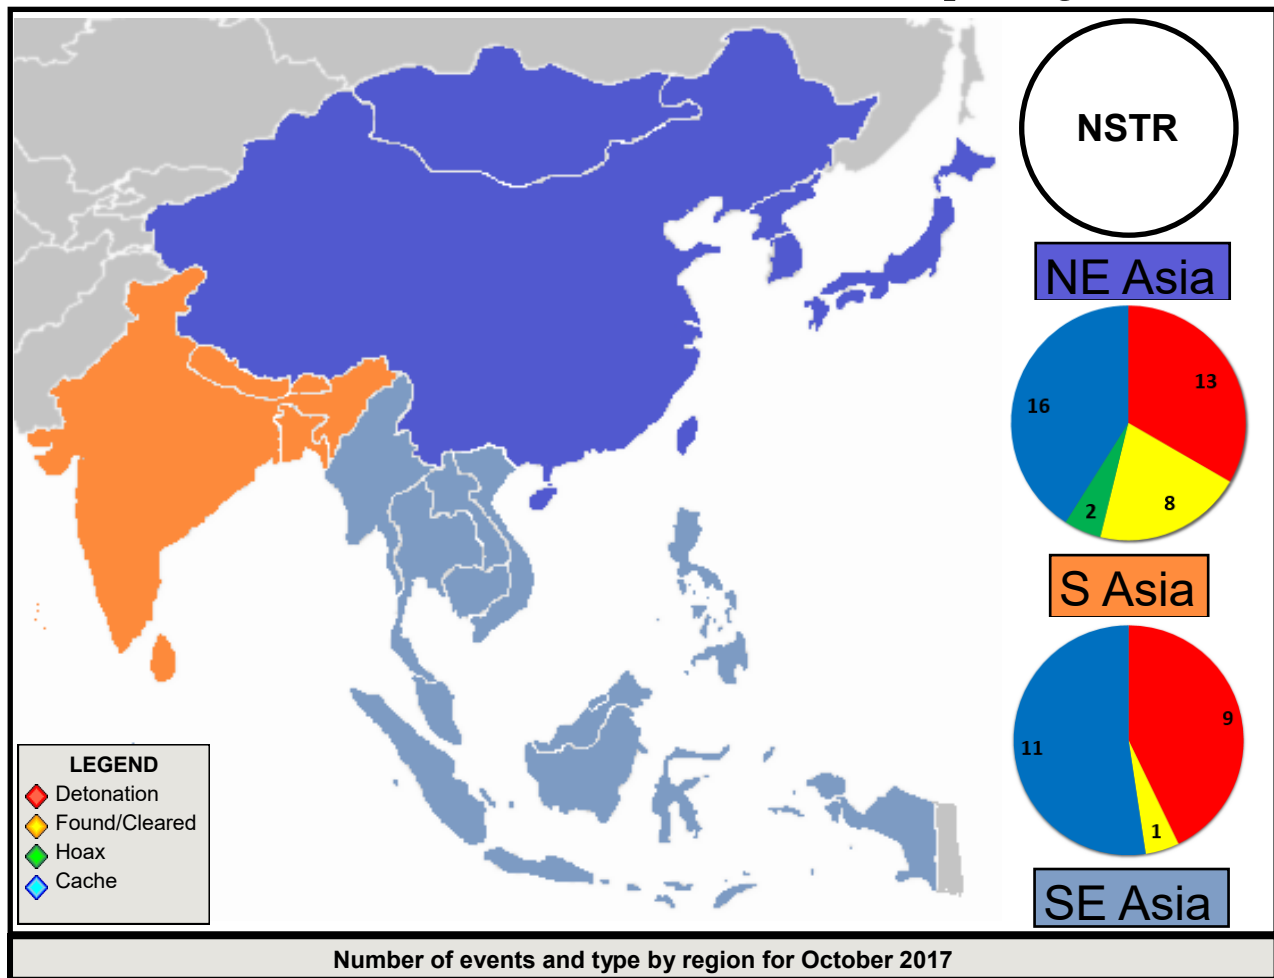 NSTR
NE Asia
13
16
8
2
S Asia
9
11
1
SE Asia
LEGEND
Detonation
Found/Cleared
Hoax
Cache
Number of events and type by region for October 2017